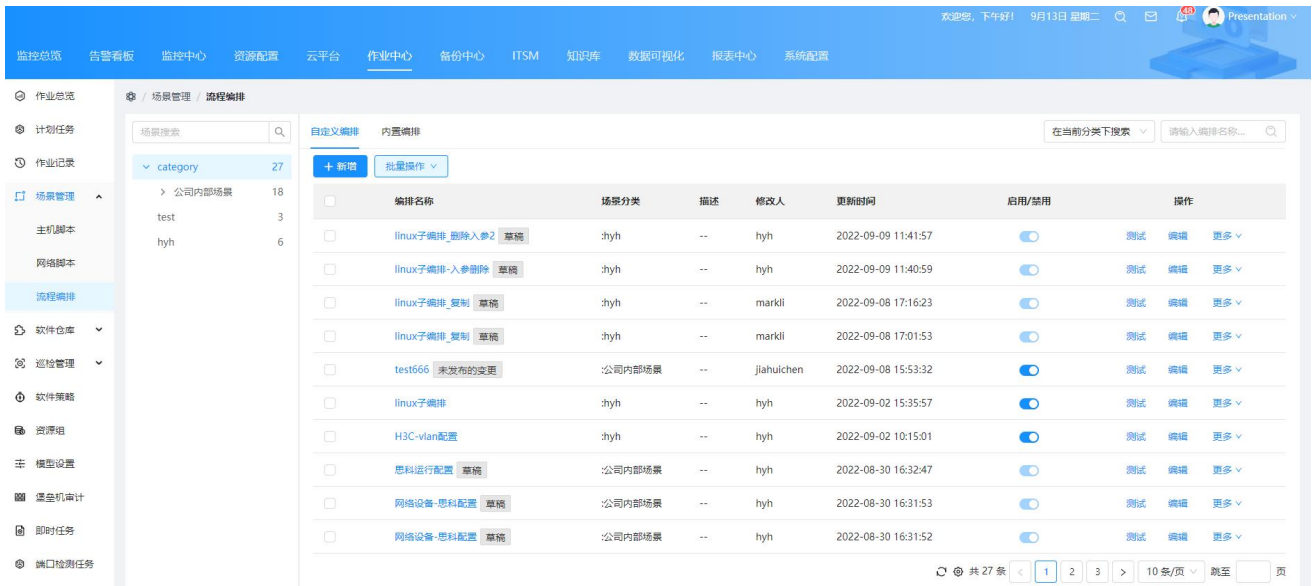 欢迎您，下午好! 9月13日 星期二 48 Presentation
监控总览 告警看板 监控中心 资源配置 云平台 作业中心 备份中心 ITSM 知识库 数据可视化 报表中心 系统配置
作业总览
计划任务
作业记录
场景管理
主机脚本
网络脚本
流程编排
软件仓库
巡检管理
软件策略
资源组
模型设置
堡垒机审计
即时任务
端口检测任务
/ 场景管理 / 流程编排
场景搜索
category 27
公司内部场景 18
test 3
hyh 6
自定义编排 内置编排 在当前分类下搜索 请输入编排名称...
+ 新增 批量操作
编排名称 场景分类 描述 修改人 更新时间 启用/禁用 操作
linux子编排_删除入参2 草稿 :hyh -- hyh 2022-09-09 11:41:57 测试 编辑 更多
linux子编排-入参删除 草稿 :hyh -- hyh 2022-09-09 11:40:59 测试 编辑 更多
linux子编排_复制 草稿 :hyh -- markli 2022-09-08 17:16:23 测试 编辑 更多
linux子编排_复制 草稿 :hyh -- markli 2022-09-08 17:01:53 测试 编辑 更多
test666 未发布的变更 :公司内部场景 -- jiahuichen 2022-09-08 15:53:32 测试 编辑 更多
linux子编排 :hyh -- hyh 2022-09-02 15:35:57 测试 编辑 更多
H3C-vlan配置 :hyh -- hyh 2022-09-02 10:15:01 测试 编辑 更多
思科运行配置 草稿 :公司内部场景 -- hyh 2022-08-30 16:32:47 测试 编辑 更多
网络设备-思科配置 草稿 :公司内部场景 -- hyh 2022-08-30 16:31:53 测试 编辑 更多
网络设备-思科配置 草稿 :公司内部场景 -- hyh 2022-08-30 16:31:52 测试 编辑 更多
共 27 条 < 1 2 3 > 10 条/页 跳至 页